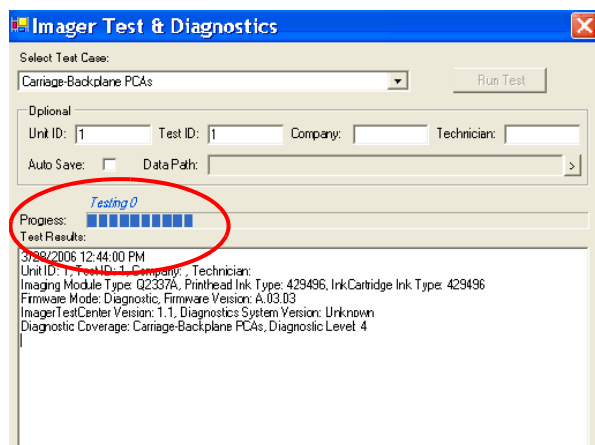 Imager Test & Diagnostics
Select Test Case:
Carriage-Backplane PCAs
Run Test
Optional
Unit ID: 1 Test ID: 1 Company: Technician:
Auto Save: Data Path: >
Testing 0
Progress:
Test Results:
3/28/2006 12:44:00 PM
Unit ID: 1, Test ID: 1, Company: , Technician:
Imaging Module Type: Q2337A, Printhead Ink Type: 429496, InkCartridge Ink Type: 429496
Firmware Mode: Diagnostic, Firmware Version: A.03.D3
ImagerTestCenter Version: 1.1, Diagnostics System Version: Unknown
Diagnostic Coverage: Carriage-Backplane PCAs, Diagnostic Level: 4